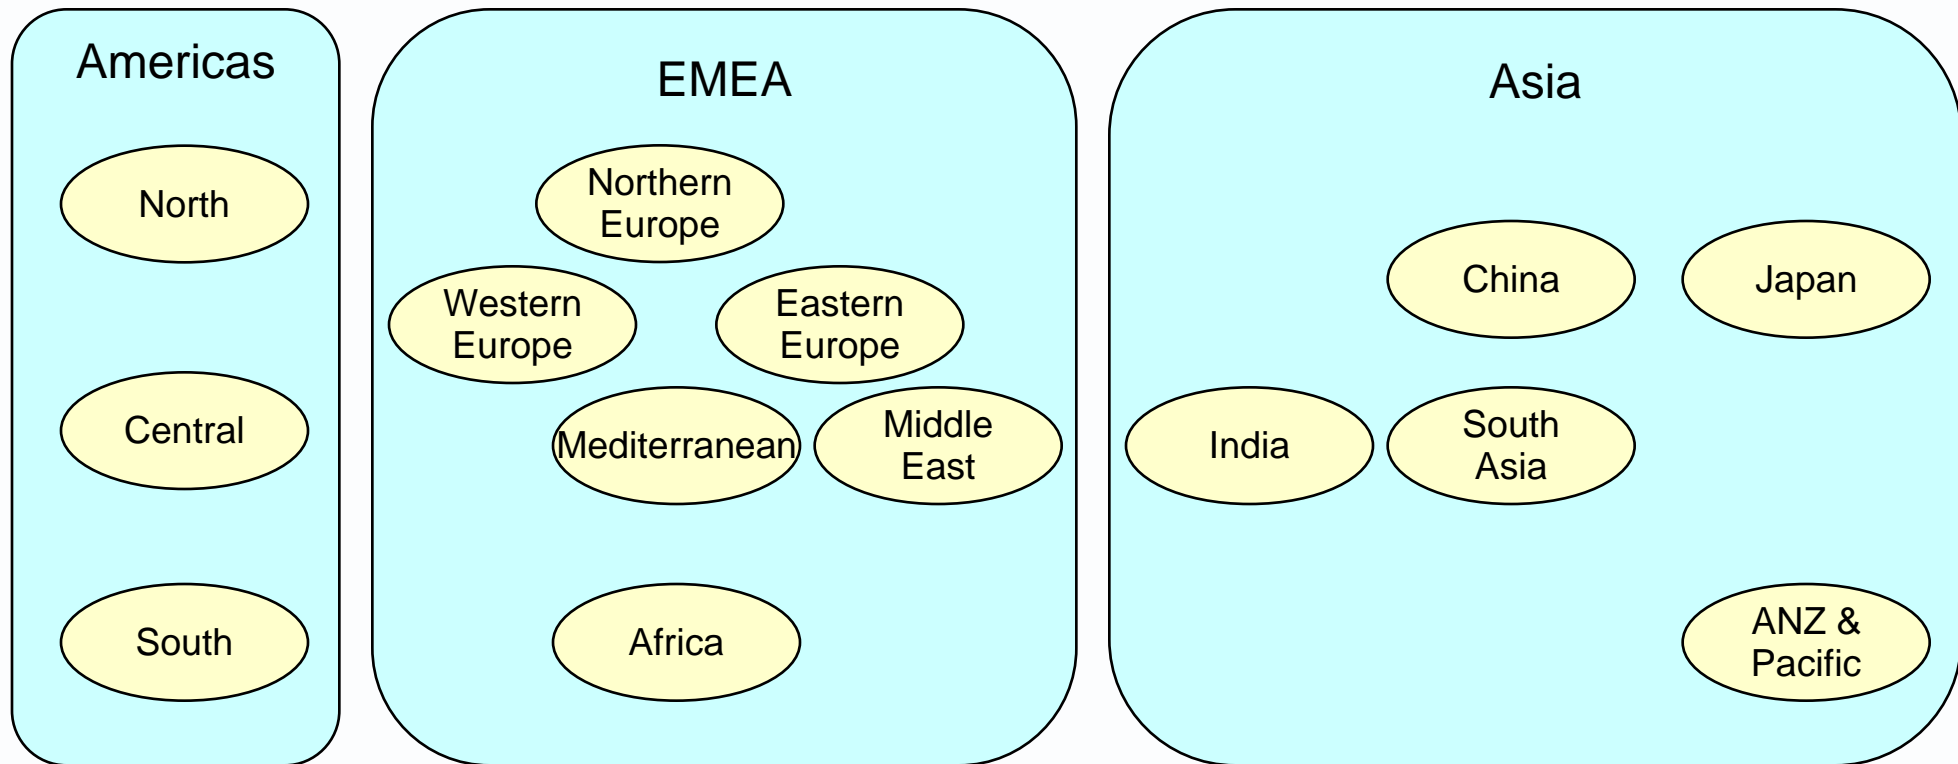 Americas
North
Central
South
EMEA
Northern
Europe
Western
Europe
Eastern
Europe
Mediterranean
Middle
East
Africa
Asia
China
Japan
India
South
Asia
ANZ &
Pacific